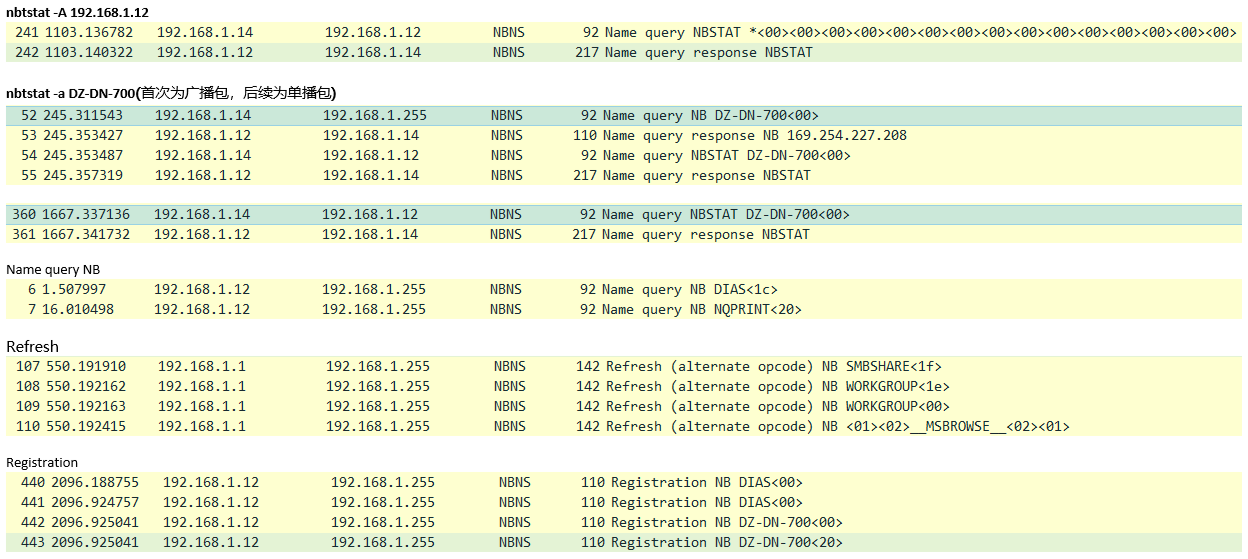 nbtstat -A 192.168.1.12
241 1103.136782 192.168.1.14 192.168.1.12 NBNS 92 Name query NBSTAT *<00><00><00><00><00><00><00><00><00><00><00><00><00><00><00>
242 1103.140322 192.168.1.12 192.168.1.14 NBNS 217 Name query response NBSTAT
nbtstat -a DZ-DN-700(首次为广播包，后续为单播包)
52 245.311543 192.168.1.14 192.168.1.255 NBNS 92 Name query NB DZ-DN-700<00>
53 245.353427 192.168.1.12 192.168.1.14 NBNS 110 Name query response NB 169.254.227.208
54 245.353487 192.168.1.14 192.168.1.12 NBNS 92 Name query NBSTAT DZ-DN-700<00>
55 245.357319 192.168.1.12 192.168.1.14 NBNS 217 Name query response NBSTAT
360 1667.337136 192.168.1.14 192.168.1.12 NBNS 92 Name query NBSTAT DZ-DN-700<00>
361 1667.341732 192.168.1.12 192.168.1.14 NBNS 217 Name query response NBSTAT
Name query NB
6 1.507997 192.168.1.12 192.168.1.255 NBNS 92 Name query NB DIAS<1c>
7 16.010498 192.168.1.12 192.168.1.255 NBNS 92 Name query NB NQPRINT<20>
Refresh
107 550.191910 192.168.1.1 192.168.1.255 NBNS 142 Refresh (alternate opcode) NB SMBSHARE<1f>
108 550.192162 192.168.1.1 192.168.1.255 NBNS 142 Refresh (alternate opcode) NB WORKGROUP<1e>
109 550.192163 192.168.1.1 192.168.1.255 NBNS 142 Refresh (alternate opcode) NB WORKGROUP<00>
110 550.192415 192.168.1.1 192.168.1.255 NBNS 142 Refresh (alternate opcode) NB <01><02>__MSBROWSE__<02><01>
Registration
440 2096.188755 192.168.1.12 192.168.1.255 NBNS 110 Registration NB DIAS<00>
441 2096.924757 192.168.1.12 192.168.1.255 NBNS 110 Registration NB DIAS<00>
442 2096.925041 192.168.1.12 192.168.1.255 NBNS 110 Registration NB DZ-DN-700<00>
443 2096.925041 192.168.1.12 192.168.1.255 NBNS 110 Registration NB DZ-DN-700<20>